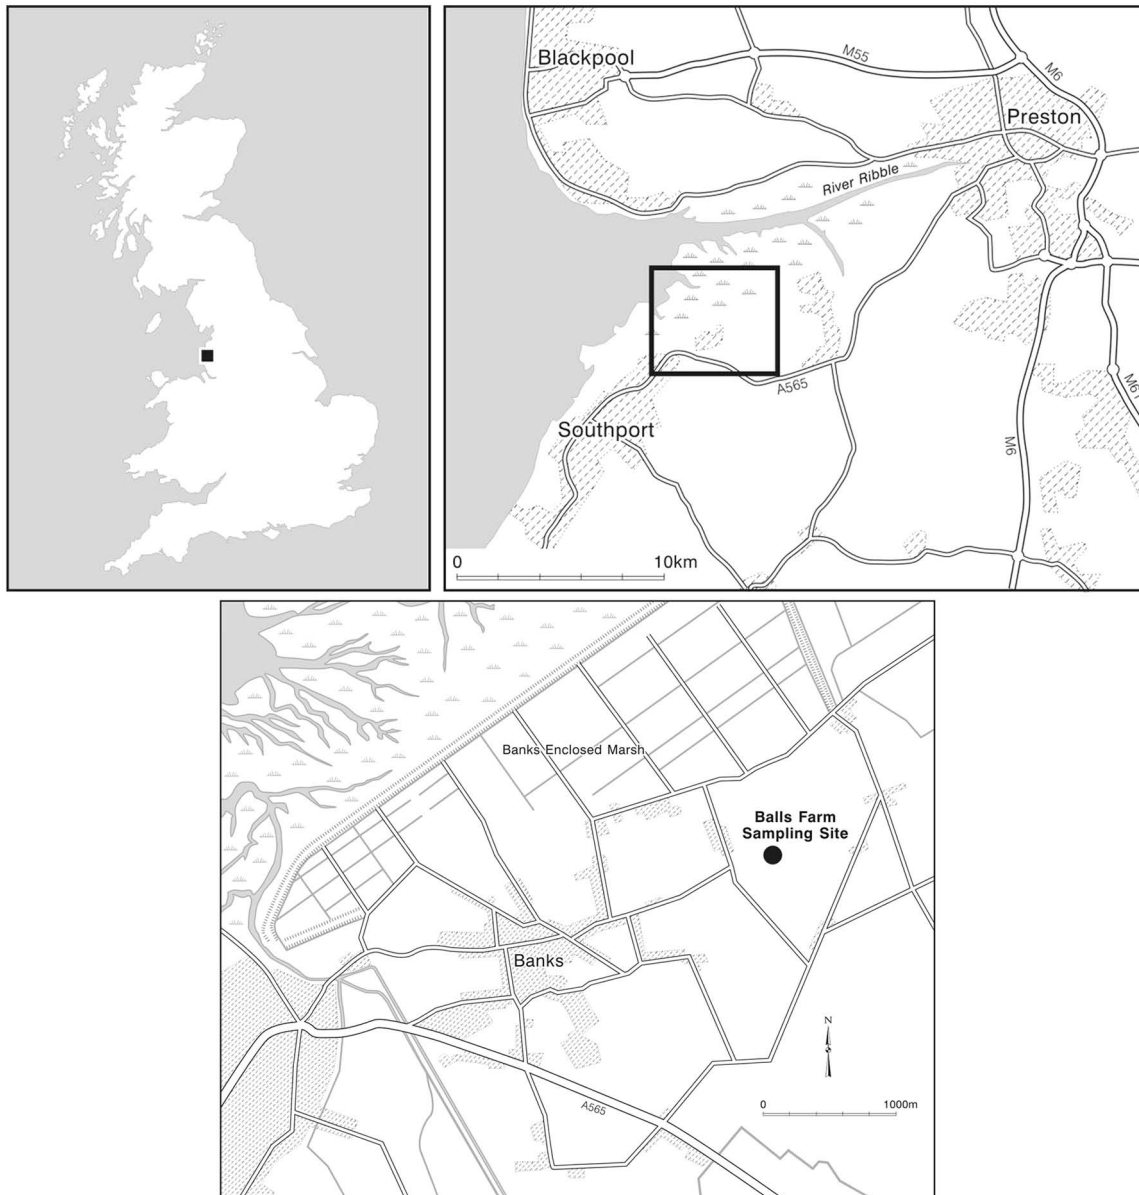 Blackpool
M55
M6
Preston
River Ribble
A565
Southport
M6
M61
0 10km
Banks Enclosed Marsh
Balls Farm
Sampling Site
Banks
N
A565
0 1000m